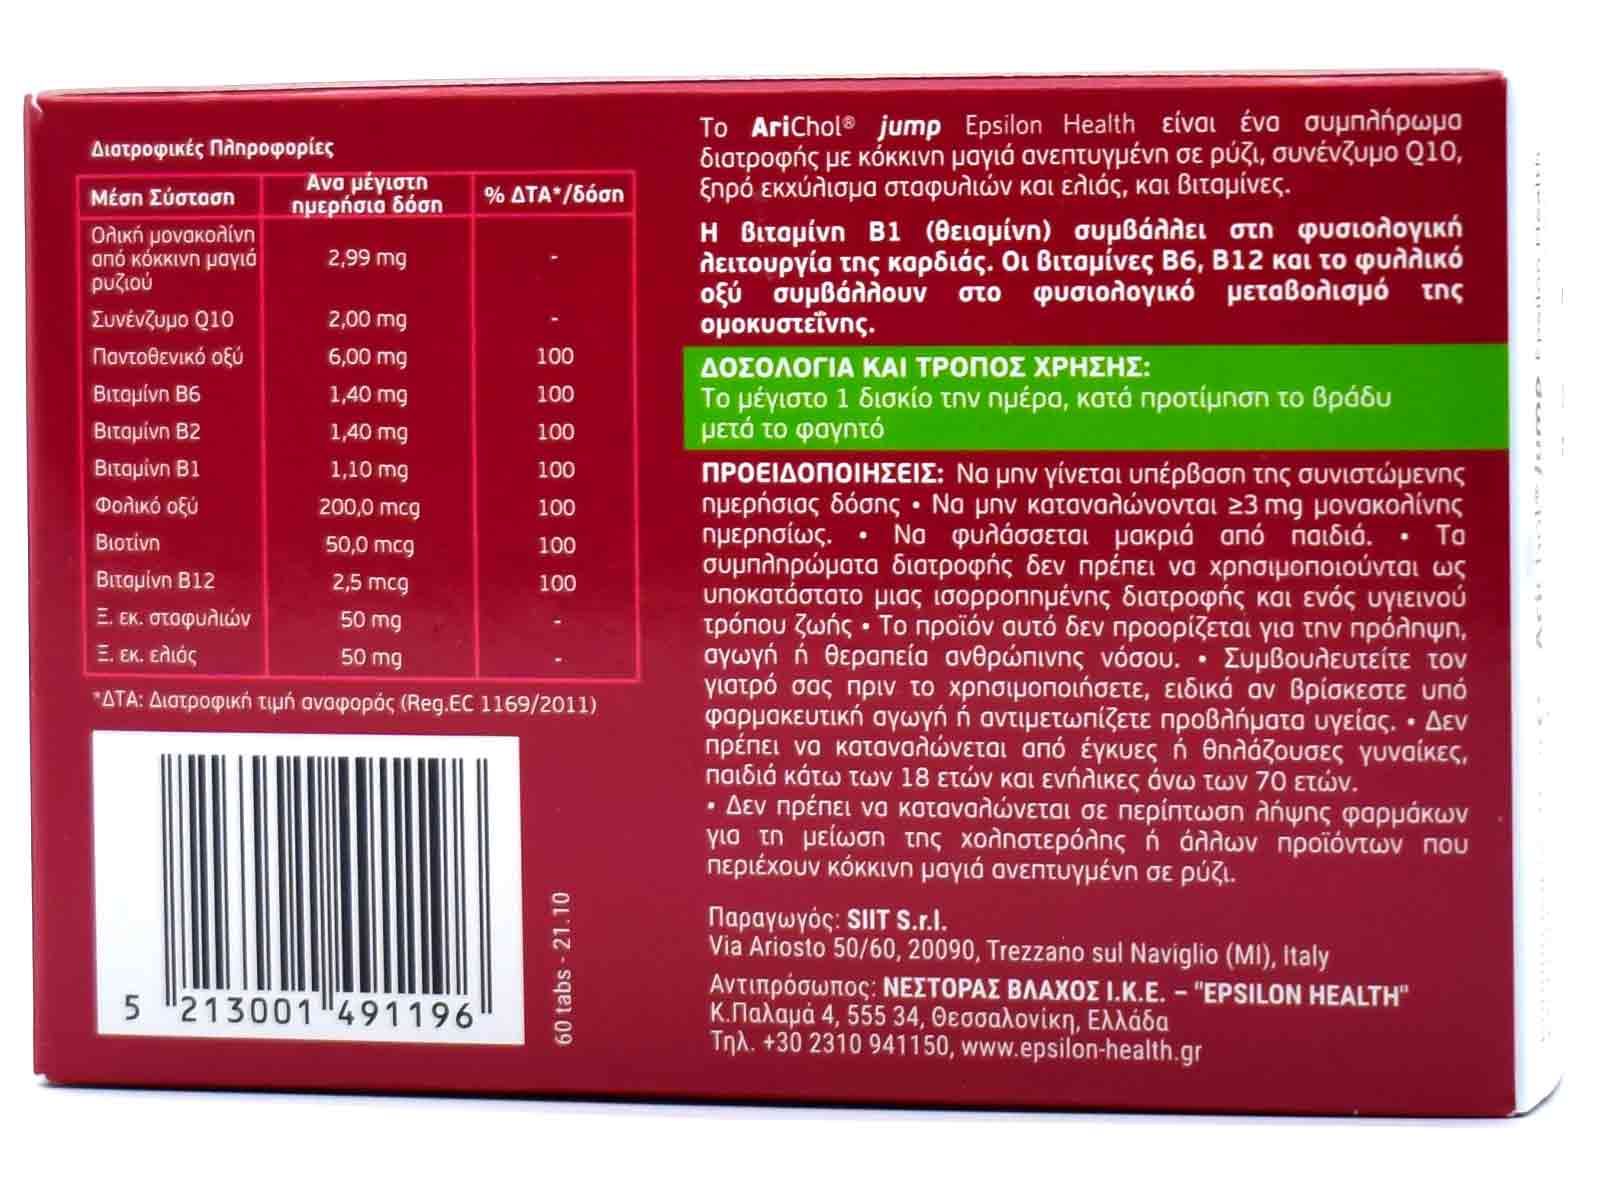 Διατροφικές Πληροφορίες
Μέση Σύσταση
Ανα μέγιστη ημερήσια δόση
% ΔΤΑ*/δόση
Ολική μονακολίνη από κόκκινη μαγιά ρυζιού 2,99 mg -
Συνένζυμο Q10 2,00 mg -
Παντοθενικό οξύ 6,00 mg 100
Βιταμίνη Β6 1,40 mg 100
Βιταμίνη Β2 1,40 mg 100
Βιταμίνη Β1 1,10 mg 100
Φολικό οξύ 200,0 mcg 100
Βιοτίνη 50,0 mcg 100
Βιταμίνη Β12 2,5 mcg 100
Ξ. εκ. σταφυλιών 50 mg -
Ξ. εκ. ελιάς 50 mg -
*ΔΤΑ: Διατροφική τιμή αναφοράς (Reg.EC 1169/2011)
5 213001 491196
60 tabs - 21.10
Το AriChol® jump Epsilon Health είναι ένα συμπλήρωμα
διατροφής με κόκκινη μαγιά ανεπτυγμένη σε ρύζι, συνένζυμο Q10,
ξηρό εκχύλισμα σταφυλιών και ελιάς, και βιταμίνες.
Η βιταμίνη Β1 (θειαμίνη) συμβάλλει στη φυσιολογική
λειτουργία της καρδιάς. Οι βιταμίνες Β6, Β12 και το φυλλικό
οξύ συμβάλλουν στο φυσιολογικό μεταβολισμό της
ομοκυστεΐνης.
ΔΟΣΟΛΟΓΙΑ ΚΑΙ ΤΡΟΠΟΣ ΧΡΗΣΗΣ:
Το μέγιστο 1 δισκίο την ημέρα, κατά προτίμηση το βράδυ
μετά το φαγητό
ΠΡΟΕΙΔΟΠΟΙΗΣΕΙΣ: Να μην γίνεται υπέρβαση της συνιστώμενης
ημερήσιας δόσης • Να μην καταναλώνονται ≥3 mg μονακολίνης
ημερησίως. • Να φυλάσσεται μακριά από παιδιά. • Τα
συμπληρώματα διατροφής δεν πρέπει να χρησιμοποιούνται ως
υποκατάστατο μιας ισορροπημένης διατροφής και ενός υγιεινού
τρόπου ζωής • Το προϊόν αυτό δεν προορίζεται για την πρόληψη,
αγωγή ή θεραπεία ανθρώπινης νόσου. • Συμβουλευτείτε τον
γιατρό σας πριν το χρησιμοποιήσετε, ειδικά αν βρίσκεστε υπό
φαρμακευτική αγωγή ή αντιμετωπίζετε προβλήματα υγείας. • Δεν
πρέπει να καταναλώνεται από έγκυες ή θηλάζουσες γυναίκες,
παιδιά κάτω των 18 ετών και ενήλικες άνω των 70 ετών.
• Δεν πρέπει να καταναλώνεται σε περίπτωση λήψης φαρμάκων
για τη μείωση της χοληστερόλης ή άλλων προϊόντων που
περιέχουν κόκκινη μαγιά ανεπτυγμένη σε ρύζι.
Παραγωγός: SIIT S.r.l.
Via Ariosto 50/60, 20090, Trezzano sul Naviglio (MI), Italy
Αντιπρόσωπος: ΝΕΣΤΟΡΑΣ ΒΛΑΧΟΣ Ι.Κ.Ε. – "EPSILON HEALTH"
Κ.Παλαμά 4, 555 34, Θεσσαλονίκη, Ελλάδα
Τηλ. +30 2310 941150, www.epsilon-health.gr